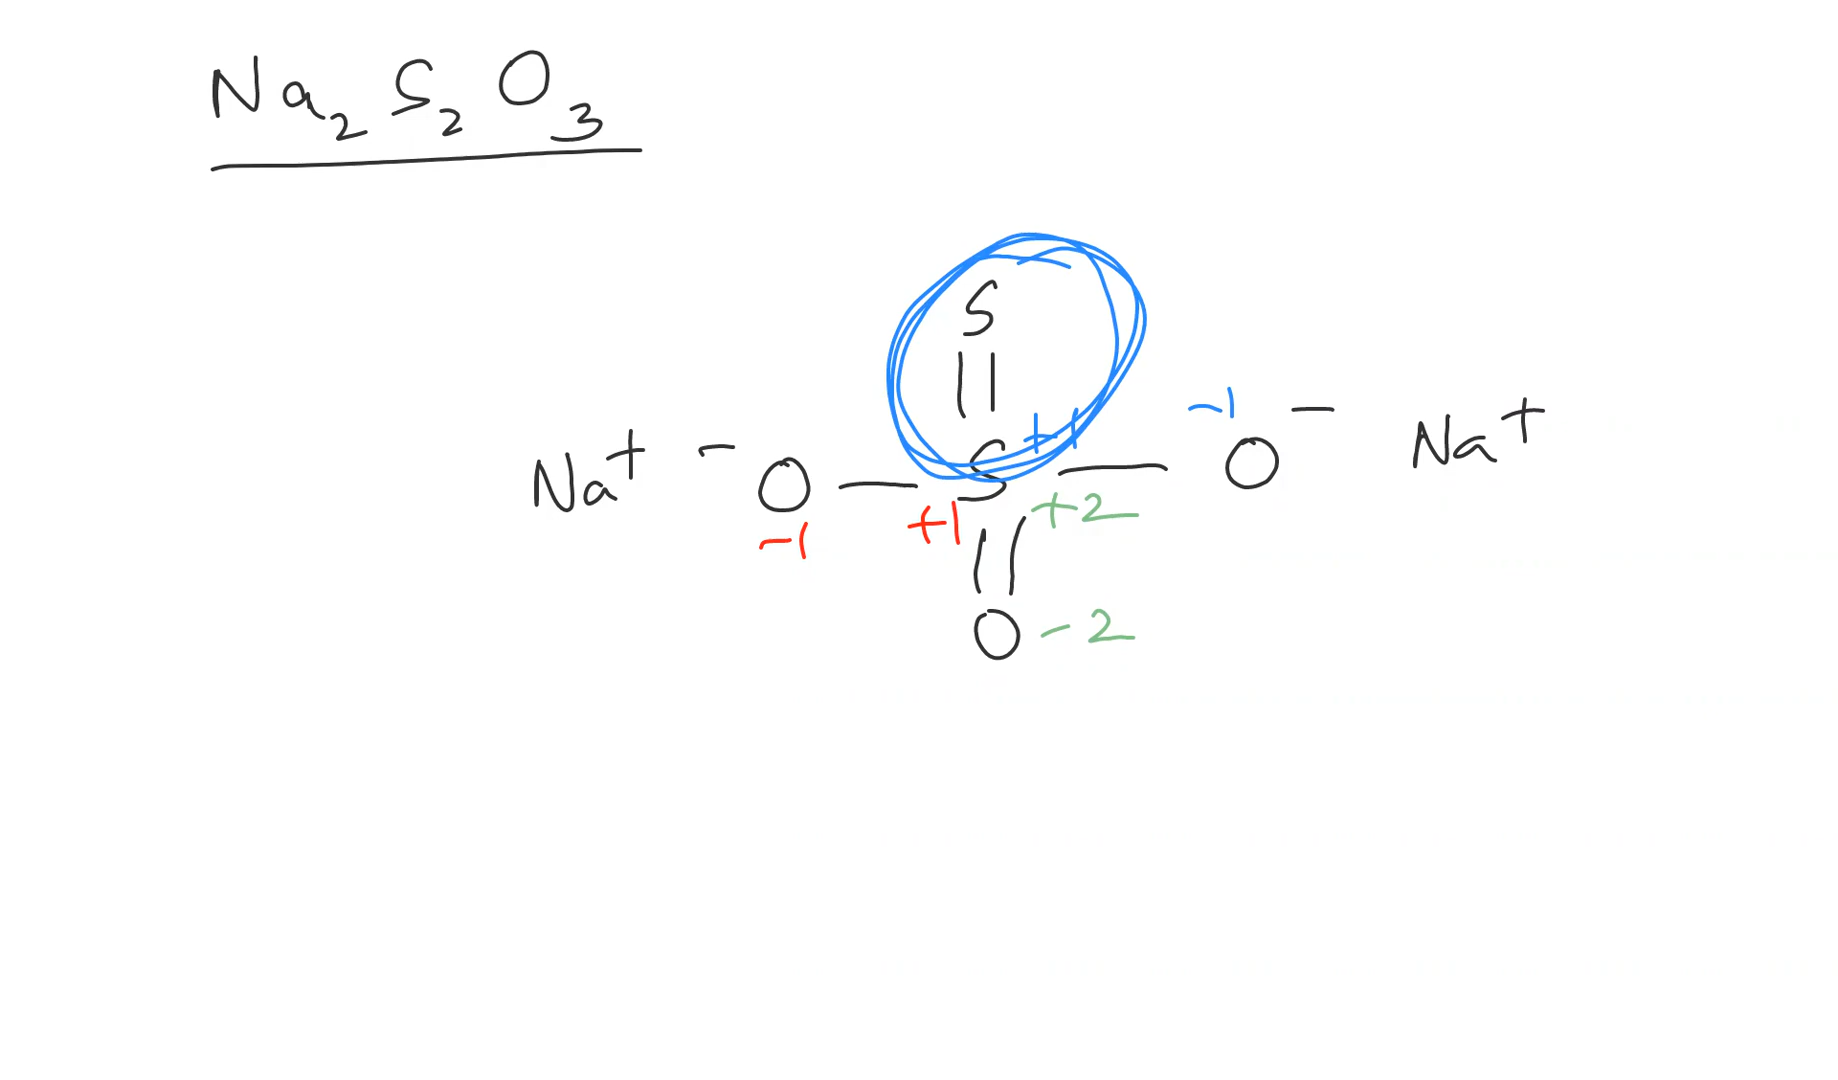 Na₂S₂O₃
S
+1 -1
Na⁺ ⁻O — S — O⁻ Na⁺
-1 +1 +2
O -2